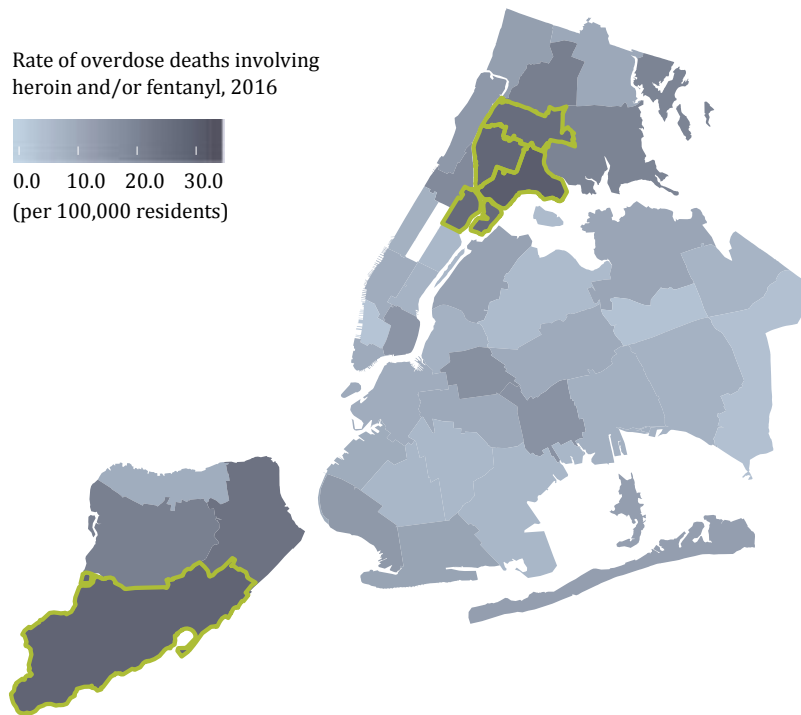 Rate of overdose deaths involving
heroin and/or fentanyl, 2016
0.0 10.0 20.0 30.0
(per 100,000 residents)